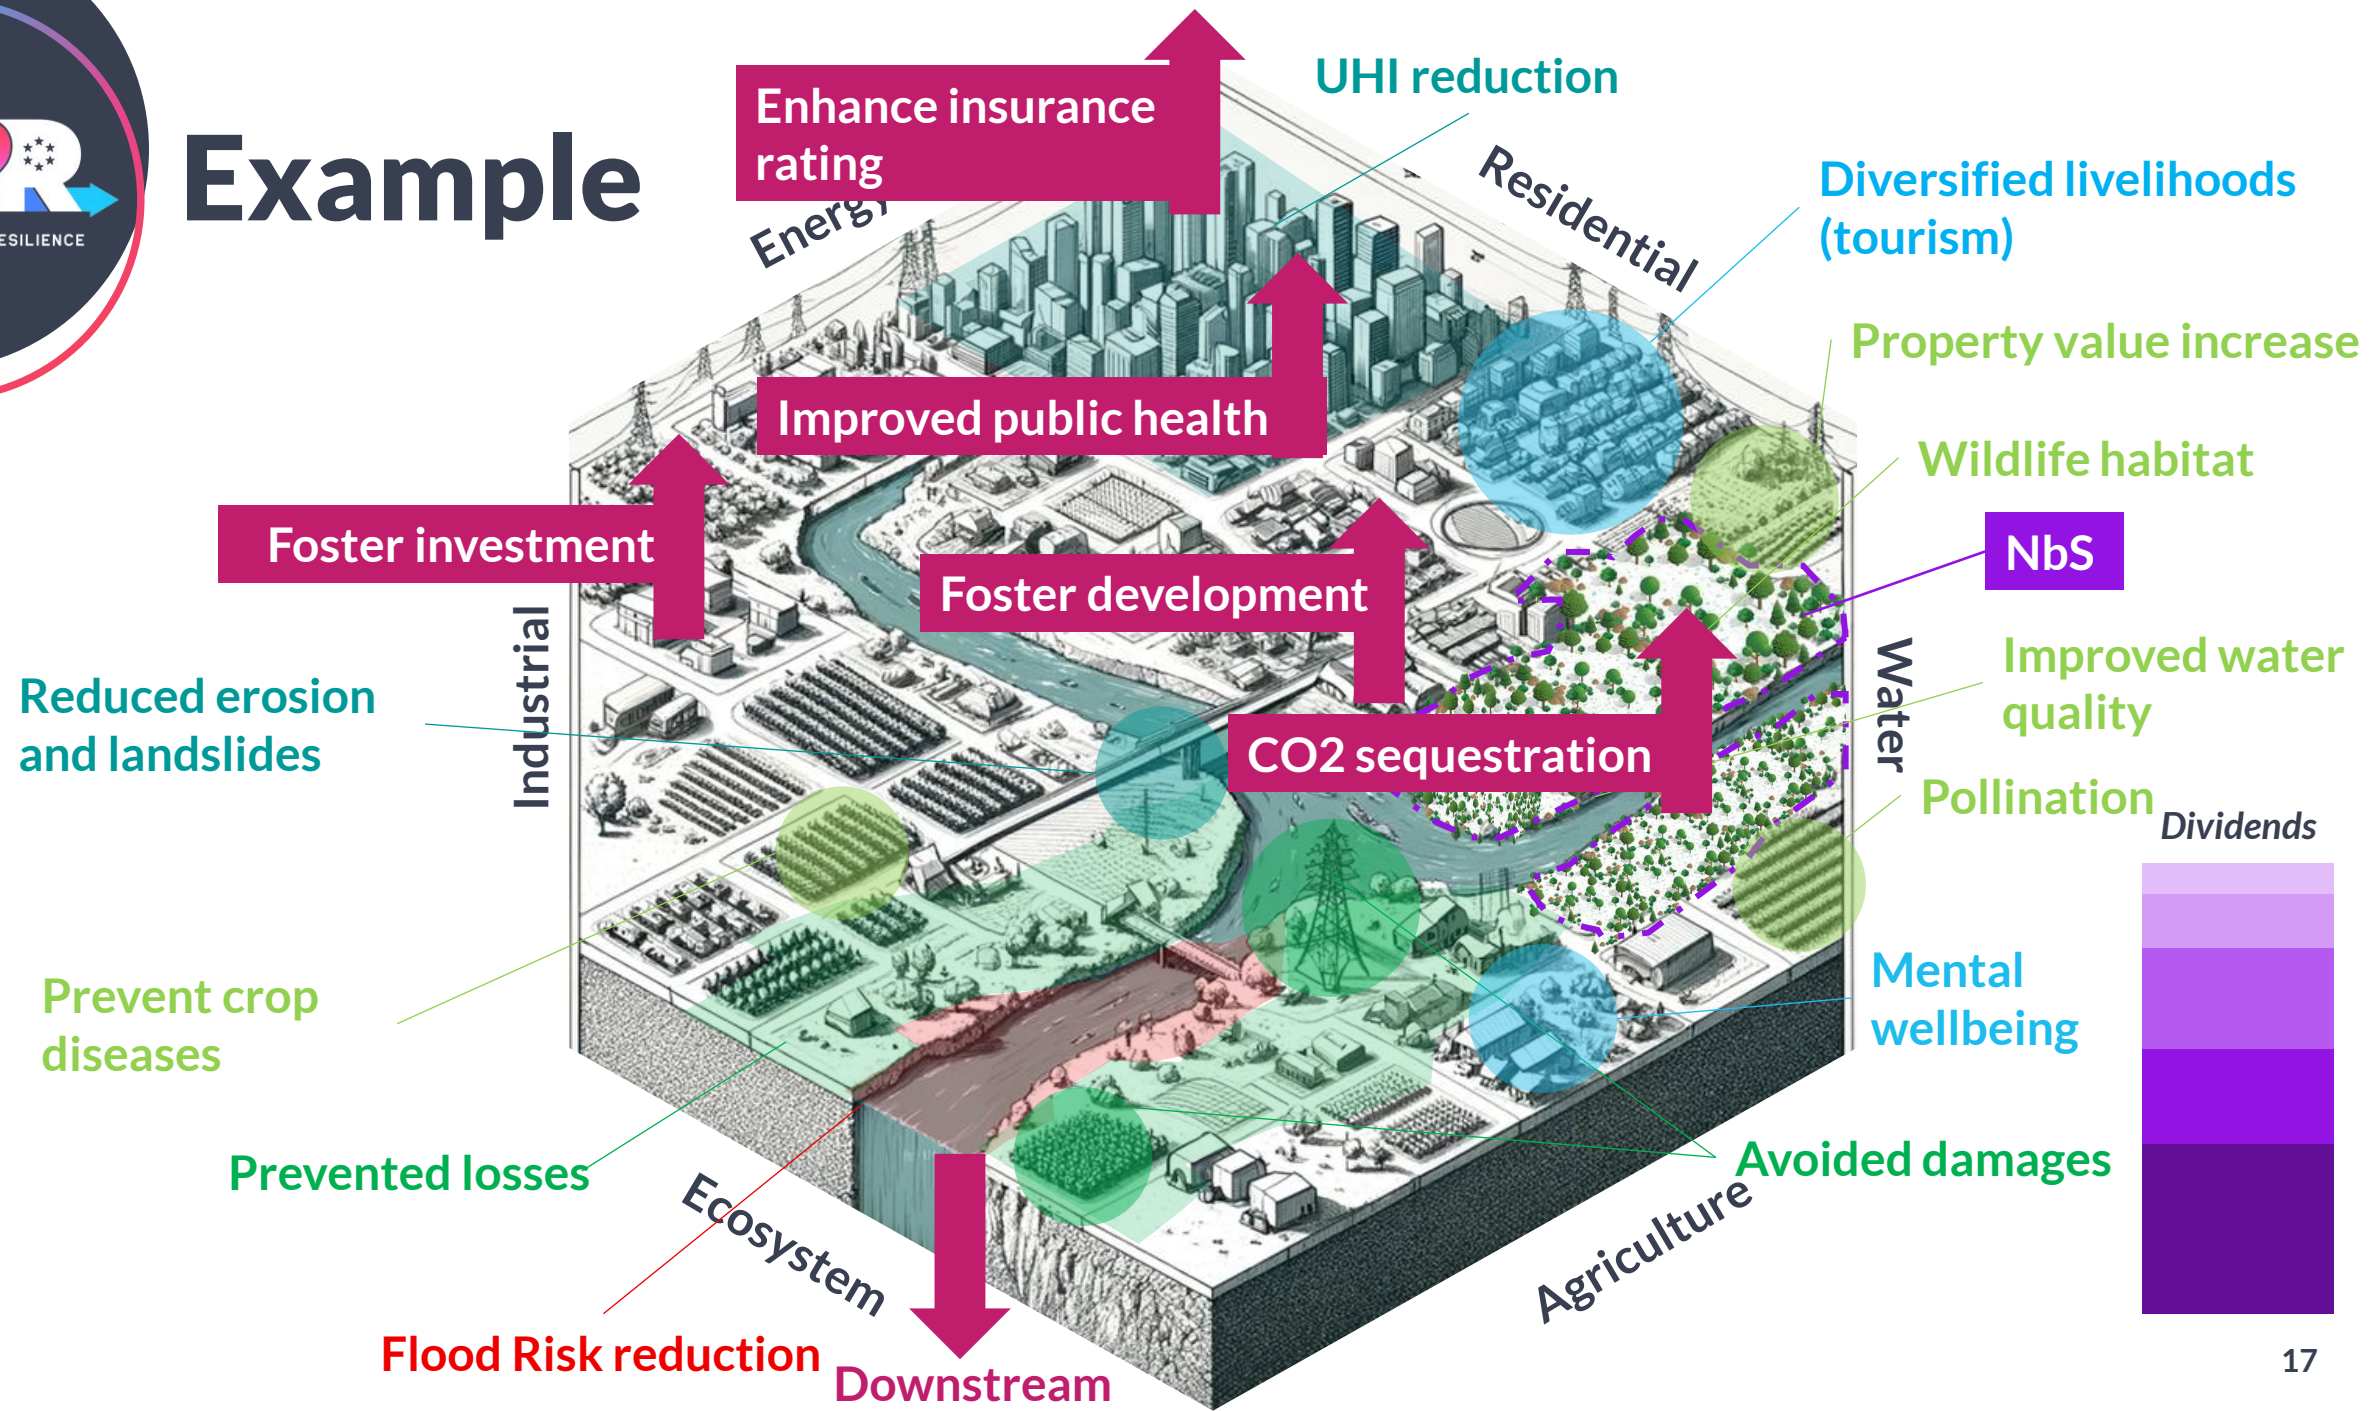 ESILIENCE
Example
Enhance insurance
rating
UHI reduction
Energy
Residential
Diversified livelihoods
(tourism)
Property value increase
Improved public health
Wildlife habitat
NbS
Foster investment
Foster development
Industrial
Water
Improved water
quality
Reduced erosion
and landslides
CO2 sequestration
Pollination
Dividends
Prevent crop
diseases
Mental
wellbeing
Prevented losses
Avoided damages
Ecosystem
Agriculture
Flood Risk reduction
Downstream
17